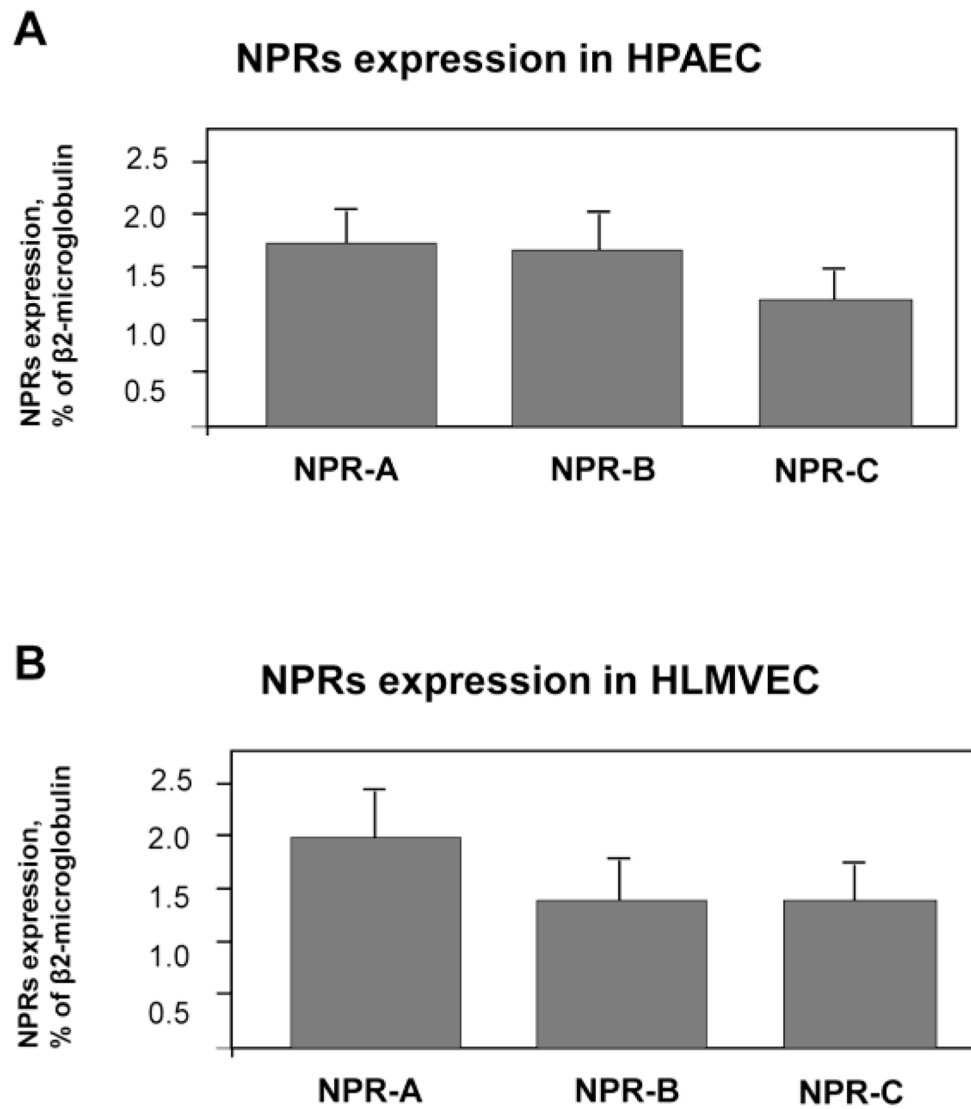 A
NPRs expression in HPAEC
NPRs expression,
% of β2-microglobulin
2.5
2.0
1.5
1.0
0.5
NPR-A
NPR-B
NPR-C
B
NPRs expression in HLMVEC
NPRs expression,
% of β2-microglobulin
2.5
2.0
1.5
1.0
0.5
NPR-A
NPR-B
NPR-C